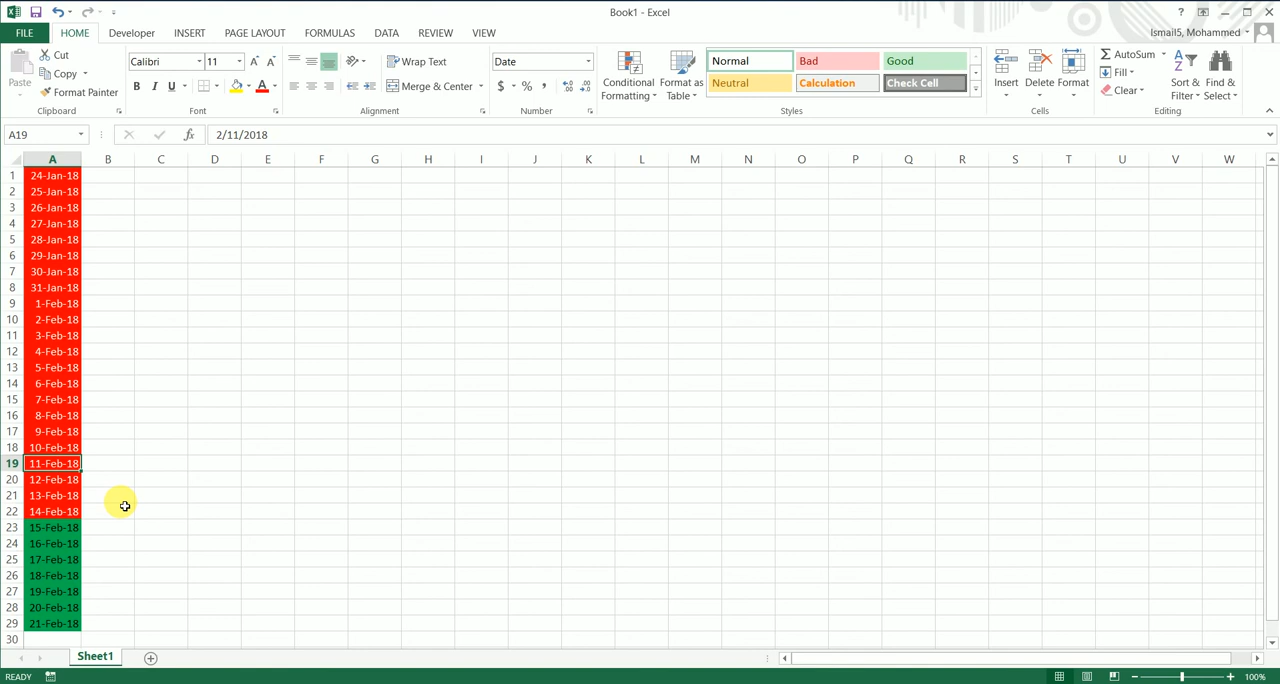 Book1 - Excel
?
FILE HOME Developer INSERT PAGE LAYOUT FORMULAS DATA REVIEW VIEW Ismail5, Mohammed
Paste
Cut
Copy
Format Painter
Clipboard
Calibri 11 A A
B I U A
Font
Wrap Text
Merge & Center
Alignment
Date
$ % ,
Number
Conditional
Formatting
Format as
Table
Normal Bad Good
Neutral Calculation Check Cell
Styles
Insert Delete Format
Cells
AutoSum
Fill
Clear
Sort &
Filter
Find &
Select
Editing
A19 fx 2/11/2018
A B C D E F G H I J K L M N O P Q R S T U V W
1 24-Jan-18
2 25-Jan-18
3 26-Jan-18
4 27-Jan-18
5 28-Jan-18
6 29-Jan-18
7 30-Jan-18
8 31-Jan-18
9 1-Feb-18
10 2-Feb-18
11 3-Feb-18
12 4-Feb-18
13 5-Feb-18
14 6-Feb-18
15 7-Feb-18
16 8-Feb-18
17 9-Feb-18
18 10-Feb-18
19 11-Feb-18
20 12-Feb-18
21 13-Feb-18
22 14-Feb-18
23 15-Feb-18
24 16-Feb-18
25 17-Feb-18
26 18-Feb-18
27 19-Feb-18
28 20-Feb-18
29 21-Feb-18
30
Sheet1
READY 100%